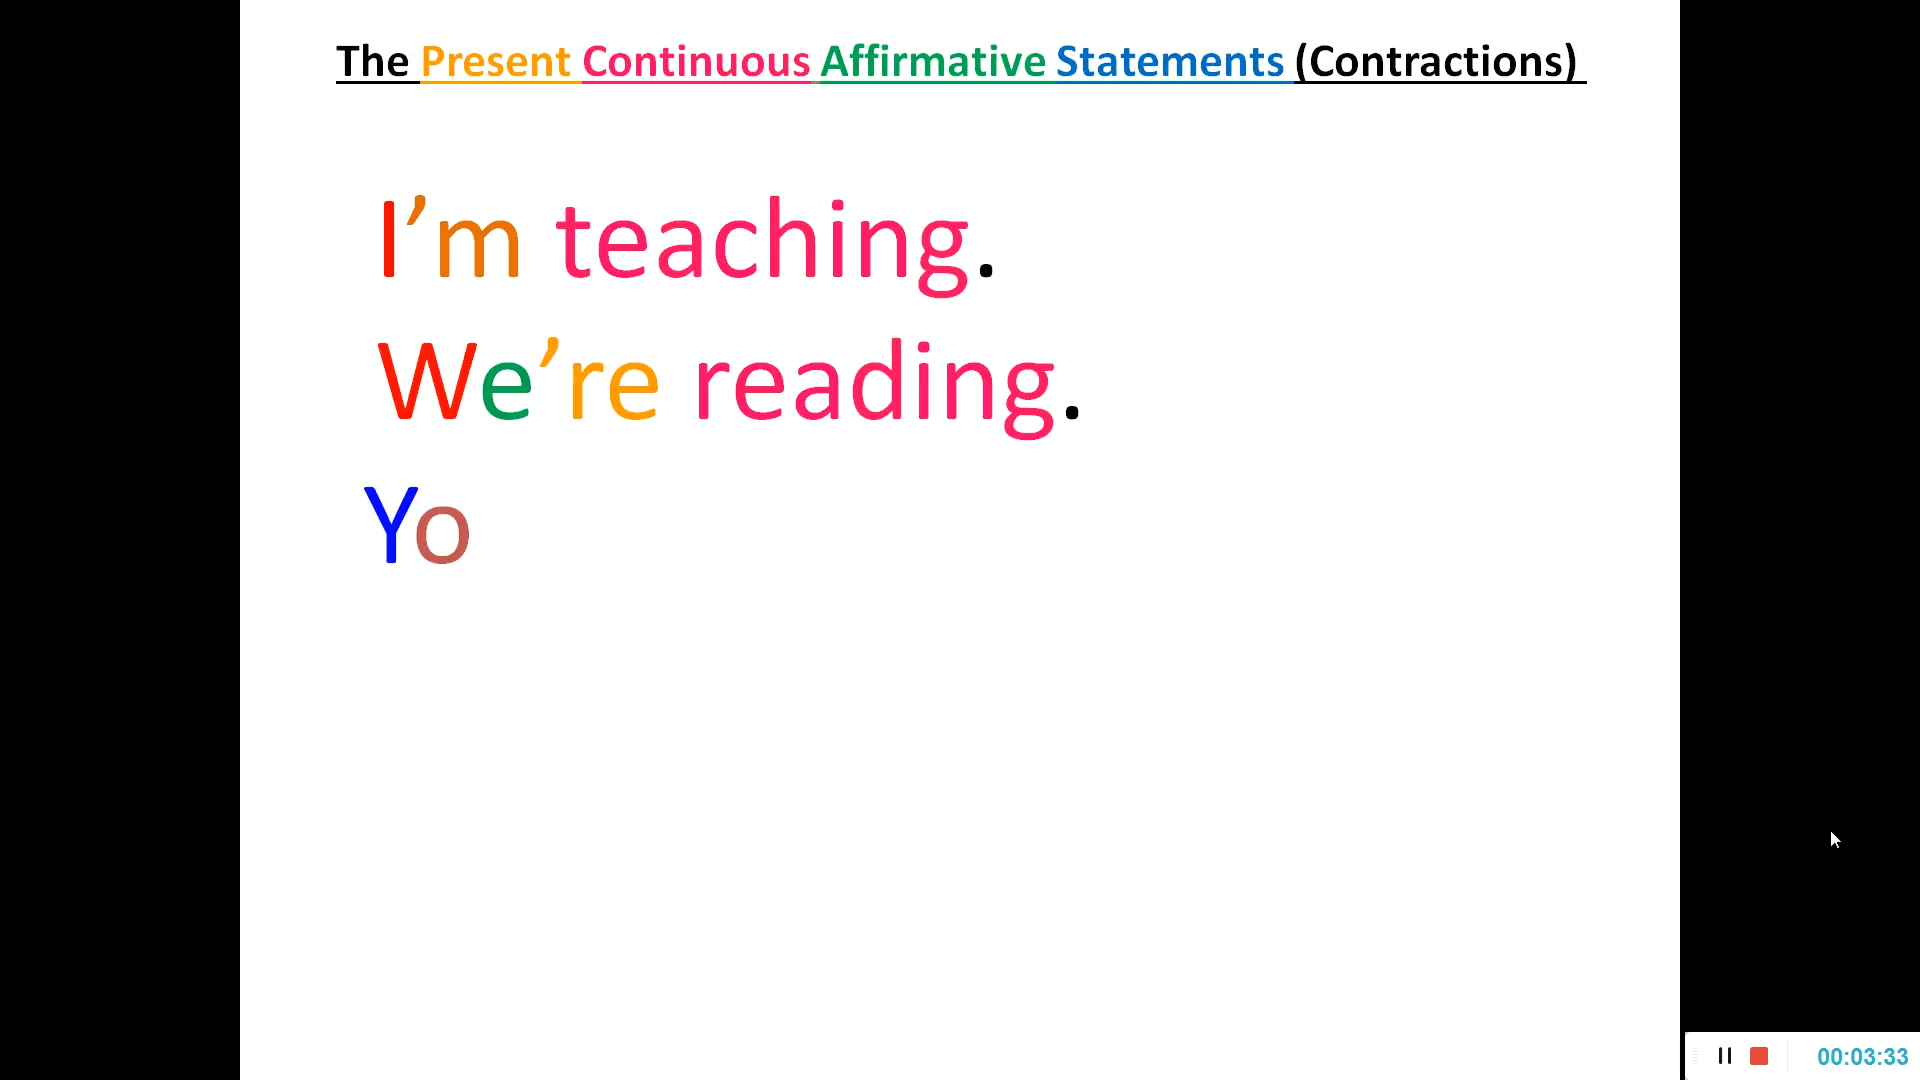 The Present Continuous Affirmative Statements (Contractions)
I’m teaching.
We’re reading.
Yo
00:03:33